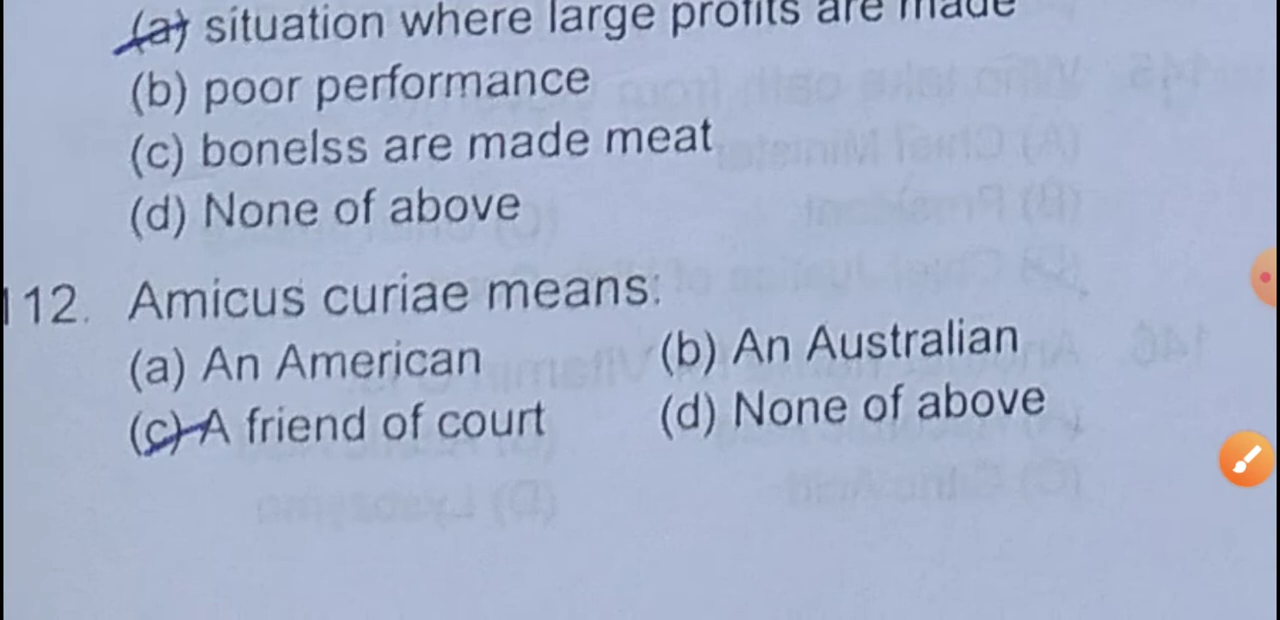 (a) situation where large profits are made
(b) poor performance
(c) bonelss are made meat
(d) None of above
112. Amicus curiae means:
(a) An American (b) An Australian
(c) A friend of court (d) None of above